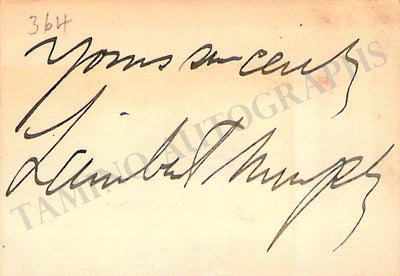 364
Yours sincerely
Lambert Murphy
TAMINO AUTOGRAPHS